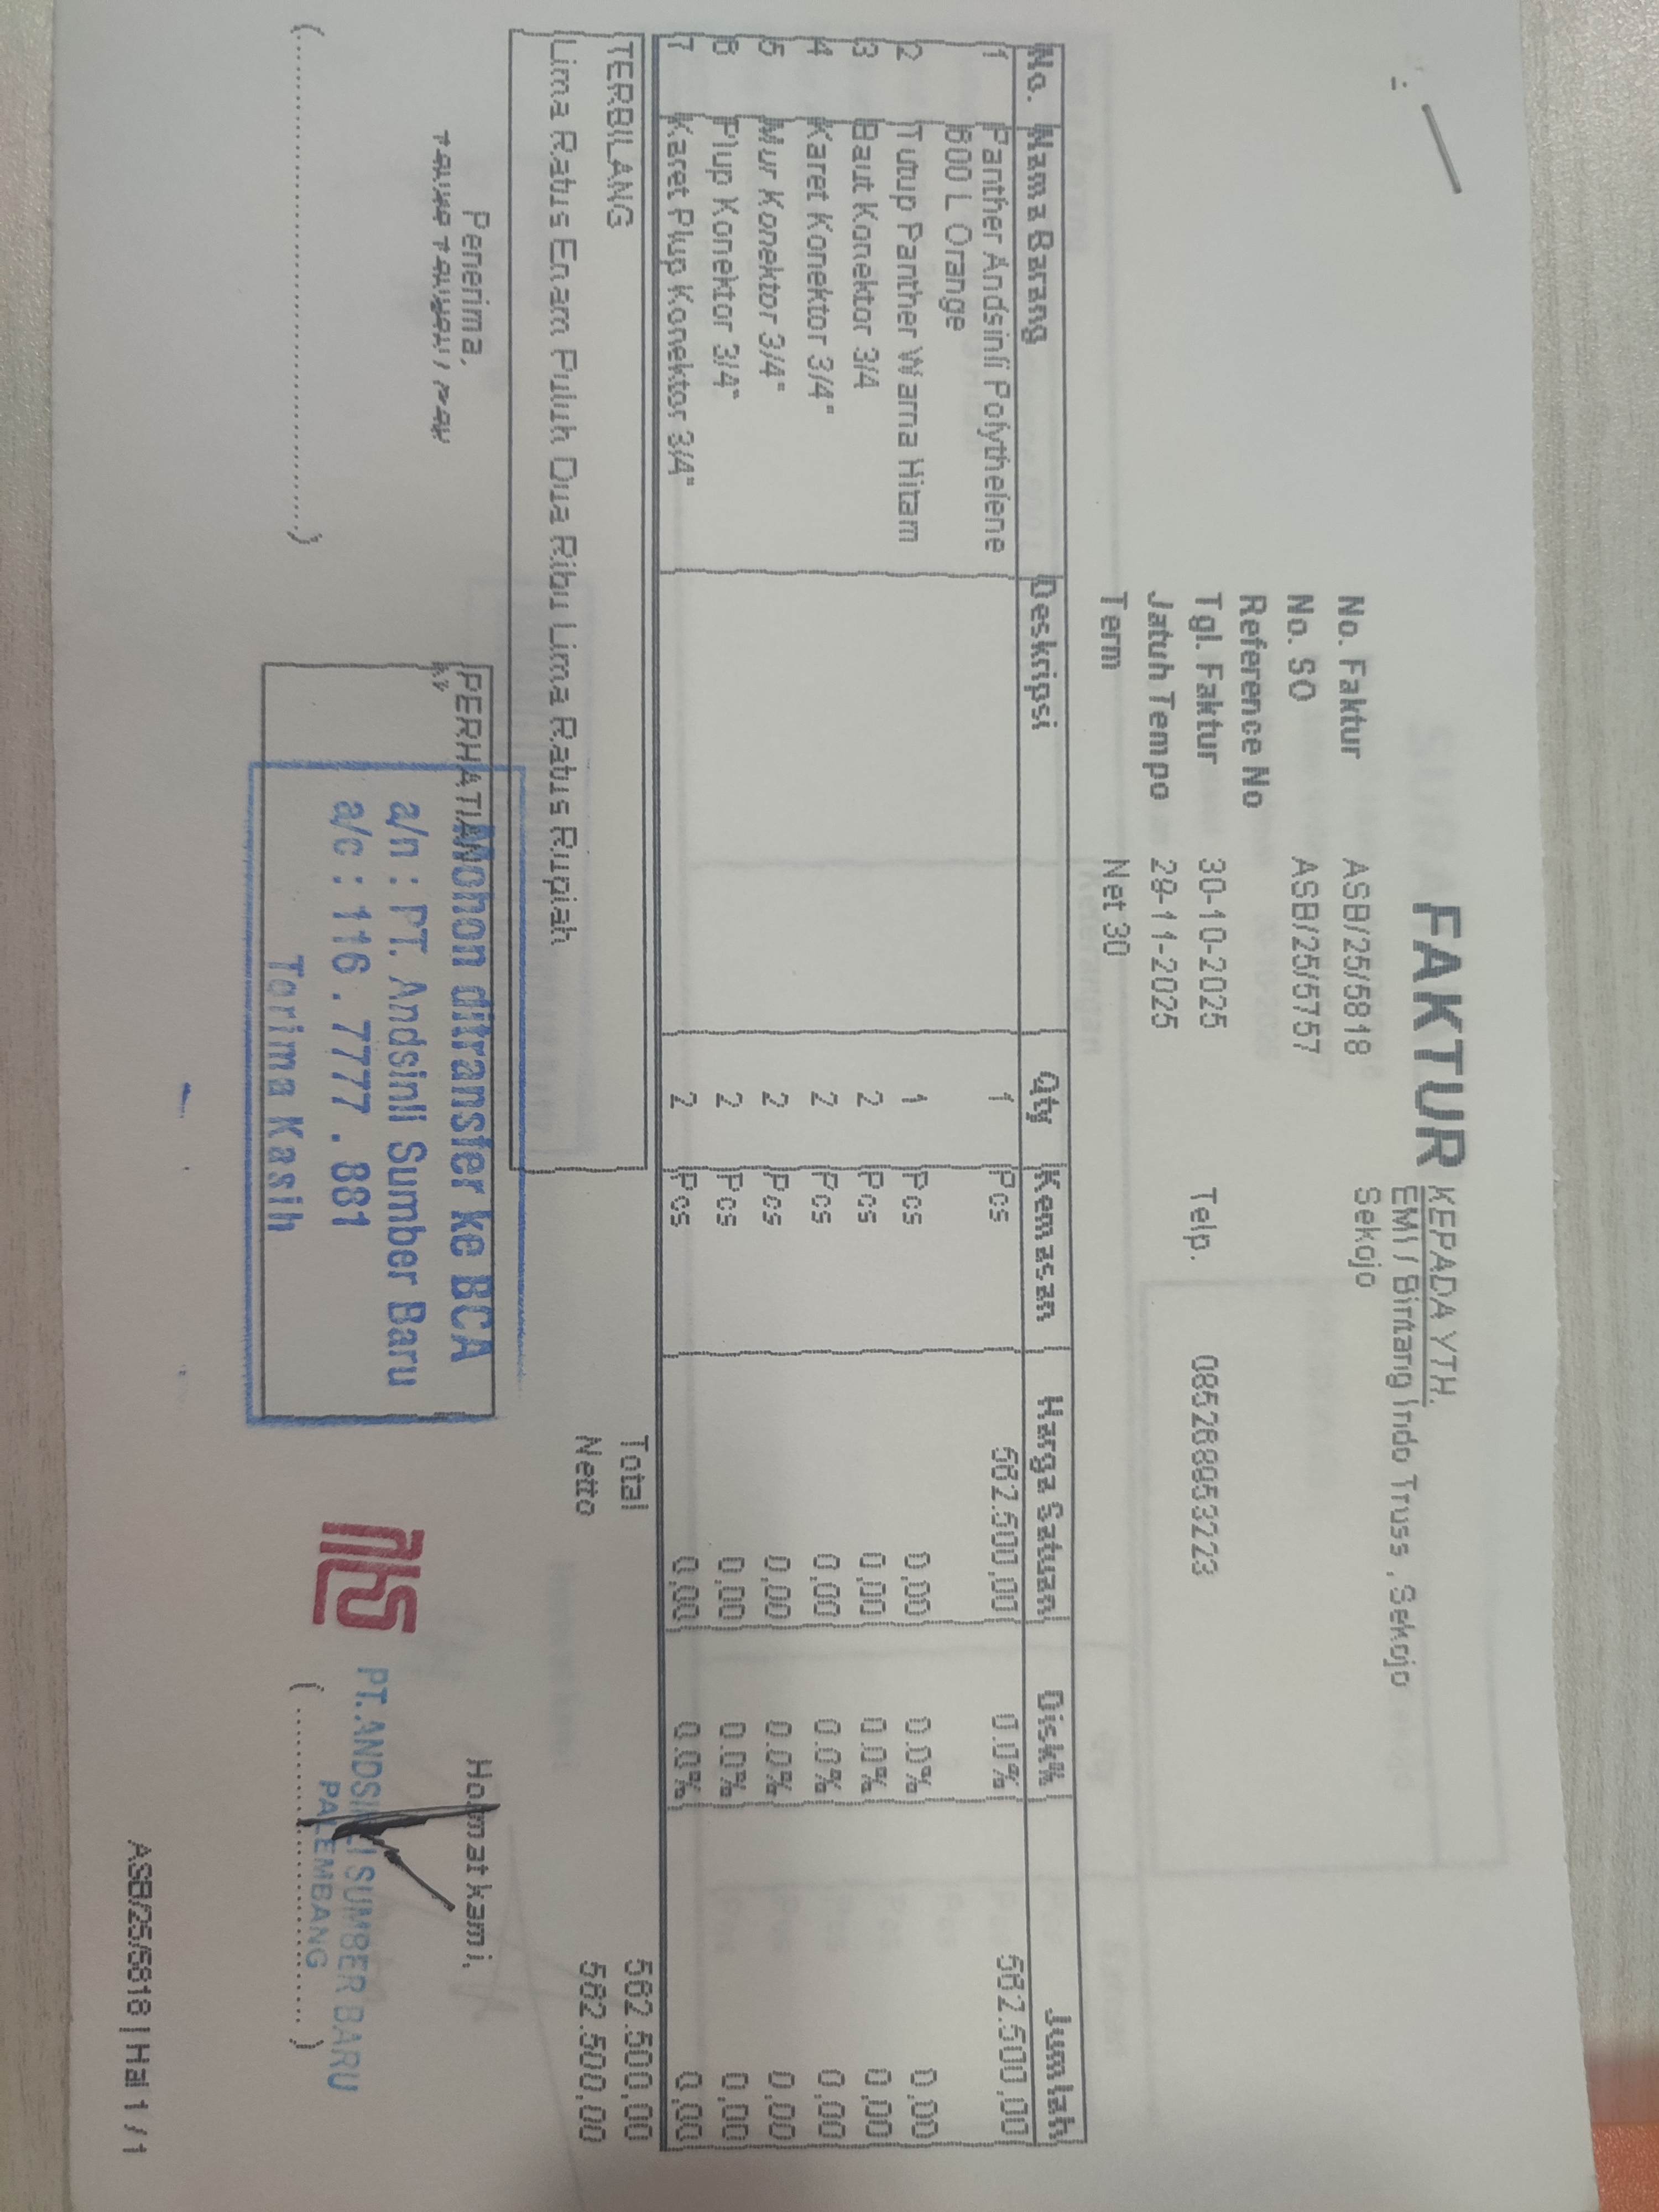 FAKTUR
KEPADA YTH.
EMI / Bintang Indo Truss , Sekojo
Sekojo
No. Faktur ASB/25/5818
No. SO ASB/25/5757
Reference No
Tgl. Faktur 30-10-2025 Telp. 085268953223
Jatuh Tempo 29-11-2025
Term Net 30
No. Nama Barang Deskripsi Qty Kemasan Harga Satuan Disk% Jumlah
1 Panther Andsinli Polythelene 1 Pcs 562.500,00 0.0% 562.500,00
600 L Orange
2 Tutup Panther Warna Hitam 1 Pcs 0,00 0.0% 0,00
3 Baut Konektor 3/4 2 Pcs 0,00 0.0% 0,00
4 Karet Konektor 3/4" 2 Pcs 0,00 0.0% 0,00
5 Mur Konektor 3/4" 2 Pcs 0,00 0.0% 0,00
6 Plup Konektor 3/4" 2 Pcs 0,00 0.0% 0,00
7 Karet Plup Konektor 3/4" 2 Pcs 0,00 0.0% 0,00
TERBILANG
Total 562.500,00
Lima Ratus Enam Puluh Dua Ribu Lima Ratus Rupiah
Netto 562.500,00
Penerima,
PERHATIAN
Hormat kami,
Mohon ditransfer ke BCA
a/n : PT. Andsinli Sumber Baru
a/c : 116 . 7777 . 881
Terima Kasih
PT. ANDSINLI SUMBER BARU
PALEMBANG
(..............................)
(..............................)
ASB/25/5818 | Hal 1 / 1